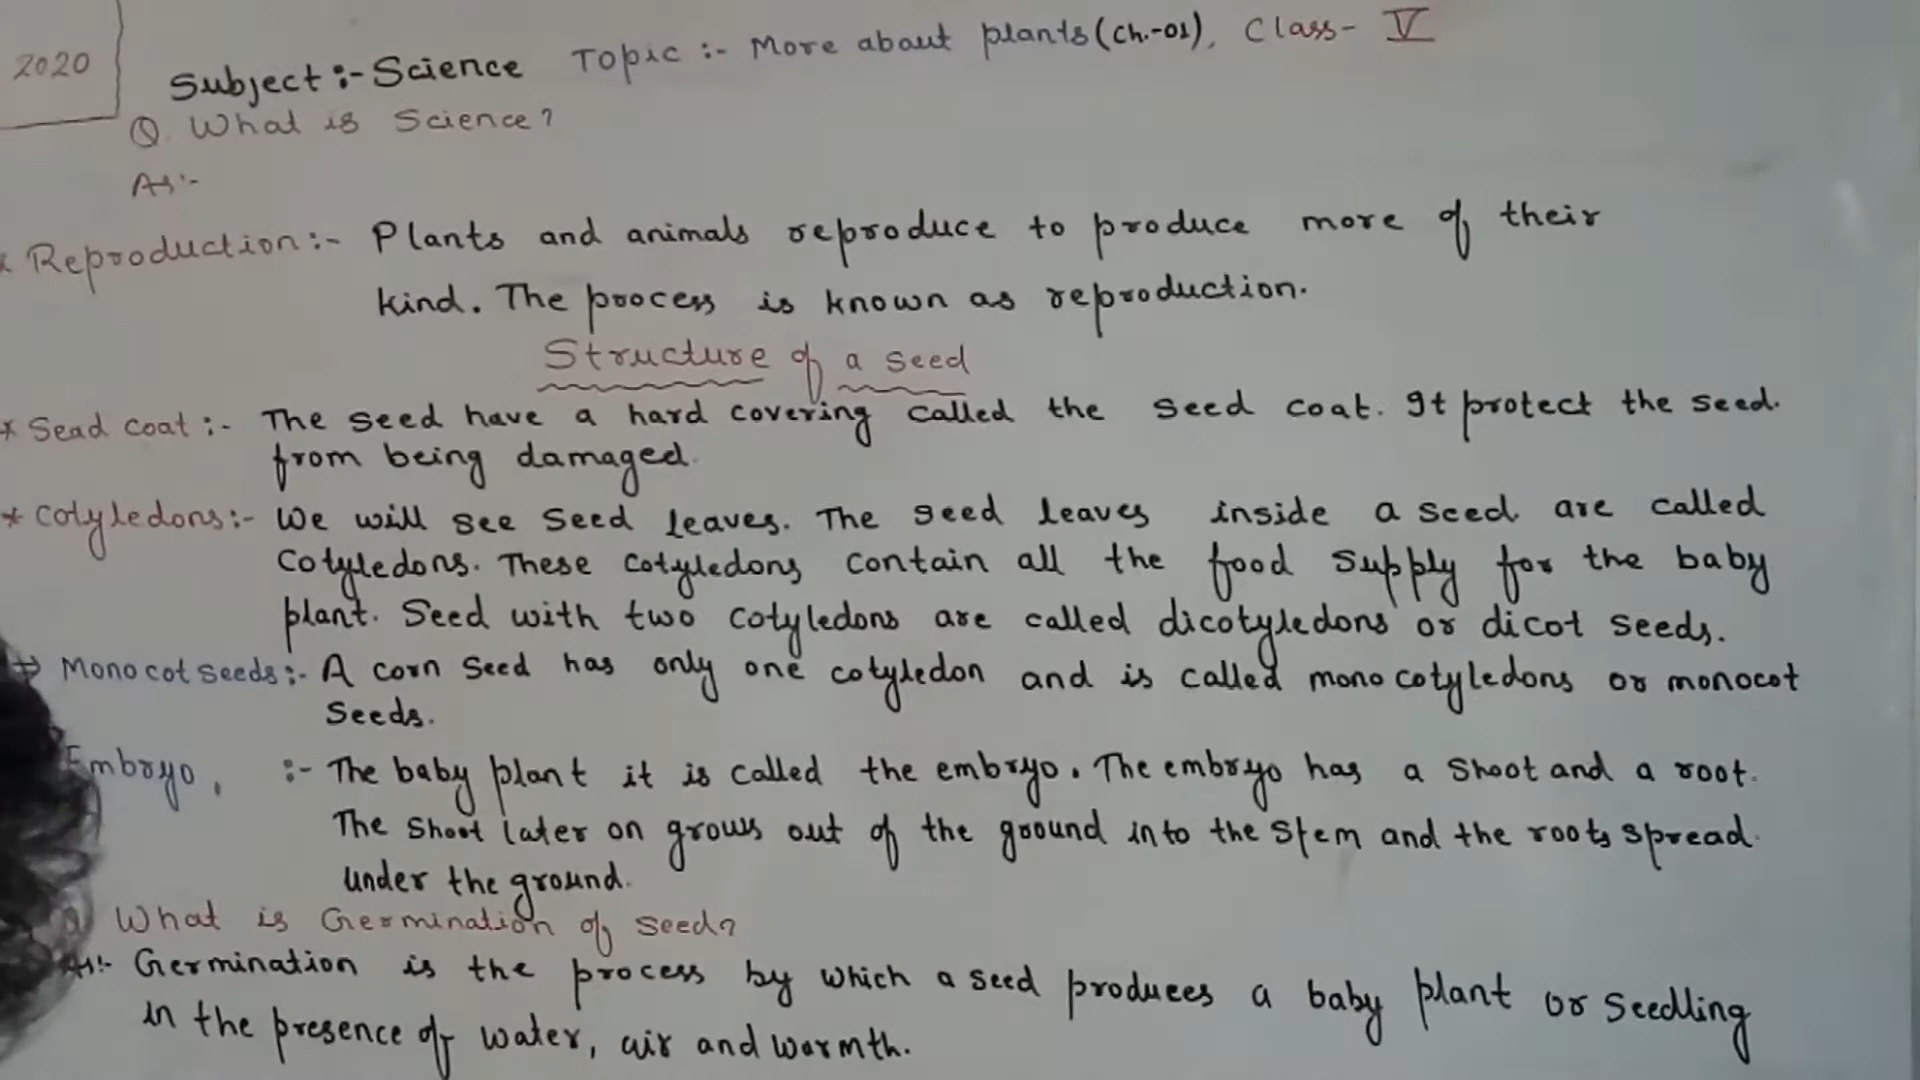 2020
Subject :- Science Topic :- More about plants (Ch.-01), Class - V
Q. What is Science?
As:-
* Reproduction :- Plants and animals reproduce to produce more of their
kind. The process is known as reproduction.
Structure of a seed
* Sead coat :- The seed have a hard covering called the seed coat. It protect the seed.
from being damaged.
* Cotyledons :- We will see seed leaves. The seed leaves inside a seed are called
Cotyledons. These cotyledons contain all the food supply for the baby
plant. Seed with two cotyledons are called dicotyledons or dicot seeds.
→ Monocot seeds :- A corn seed has only one cotyledon and is called monocotyledons or monocot
seeds.
Embryo, :- The baby plant it is called the embryo. The embryo has a shoot and a root.
The shoot later on grows out of the ground into the stem and the roots spread.
under the ground.
Q What is Germination of seed?
As:- Germination is the process by which a seed produces a baby plant or seedling
in the presence of water, air and warmth.